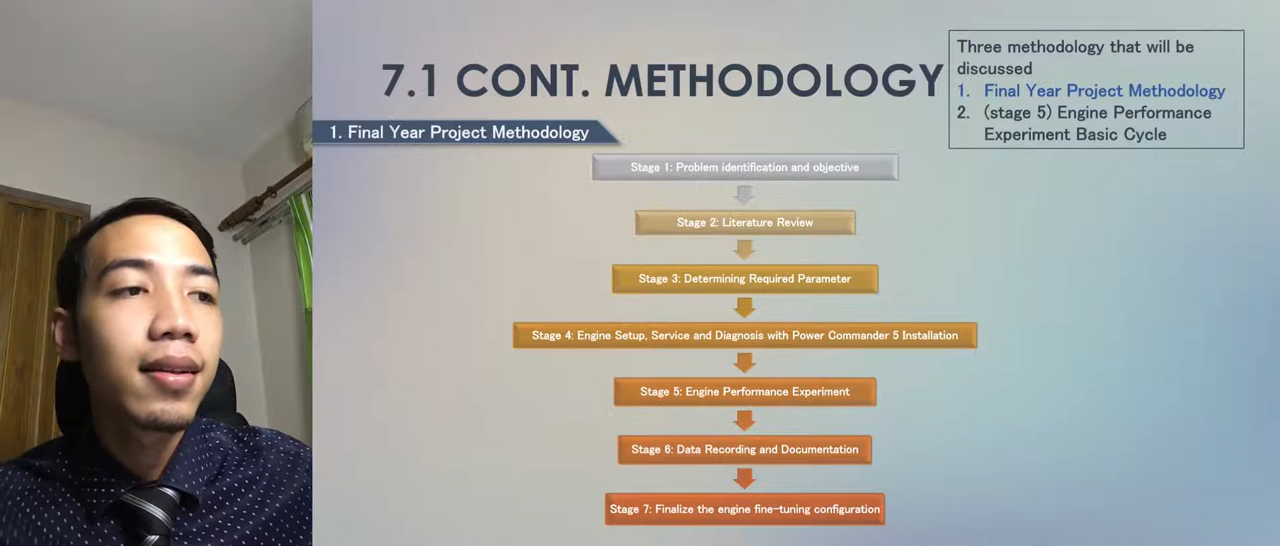 7.1 CONT. METHODOLOGY
Three methodology that will be
discussed
1. Final Year Project Methodology
2. (stage 5) Engine Performance
Experiment Basic Cycle
1. Final Year Project Methodology
Stage 1: Problem identification and objective
Stage 2: Literature Review
Stage 3: Determining Required Parameter
Stage 4: Engine Setup, Service and Diagnosis with Power Commander 5 Installation
Stage 5: Engine Performance Experiment
Stage 6: Data Recording and Documentation
Stage 7: Finalize the engine fine-tuning configuration